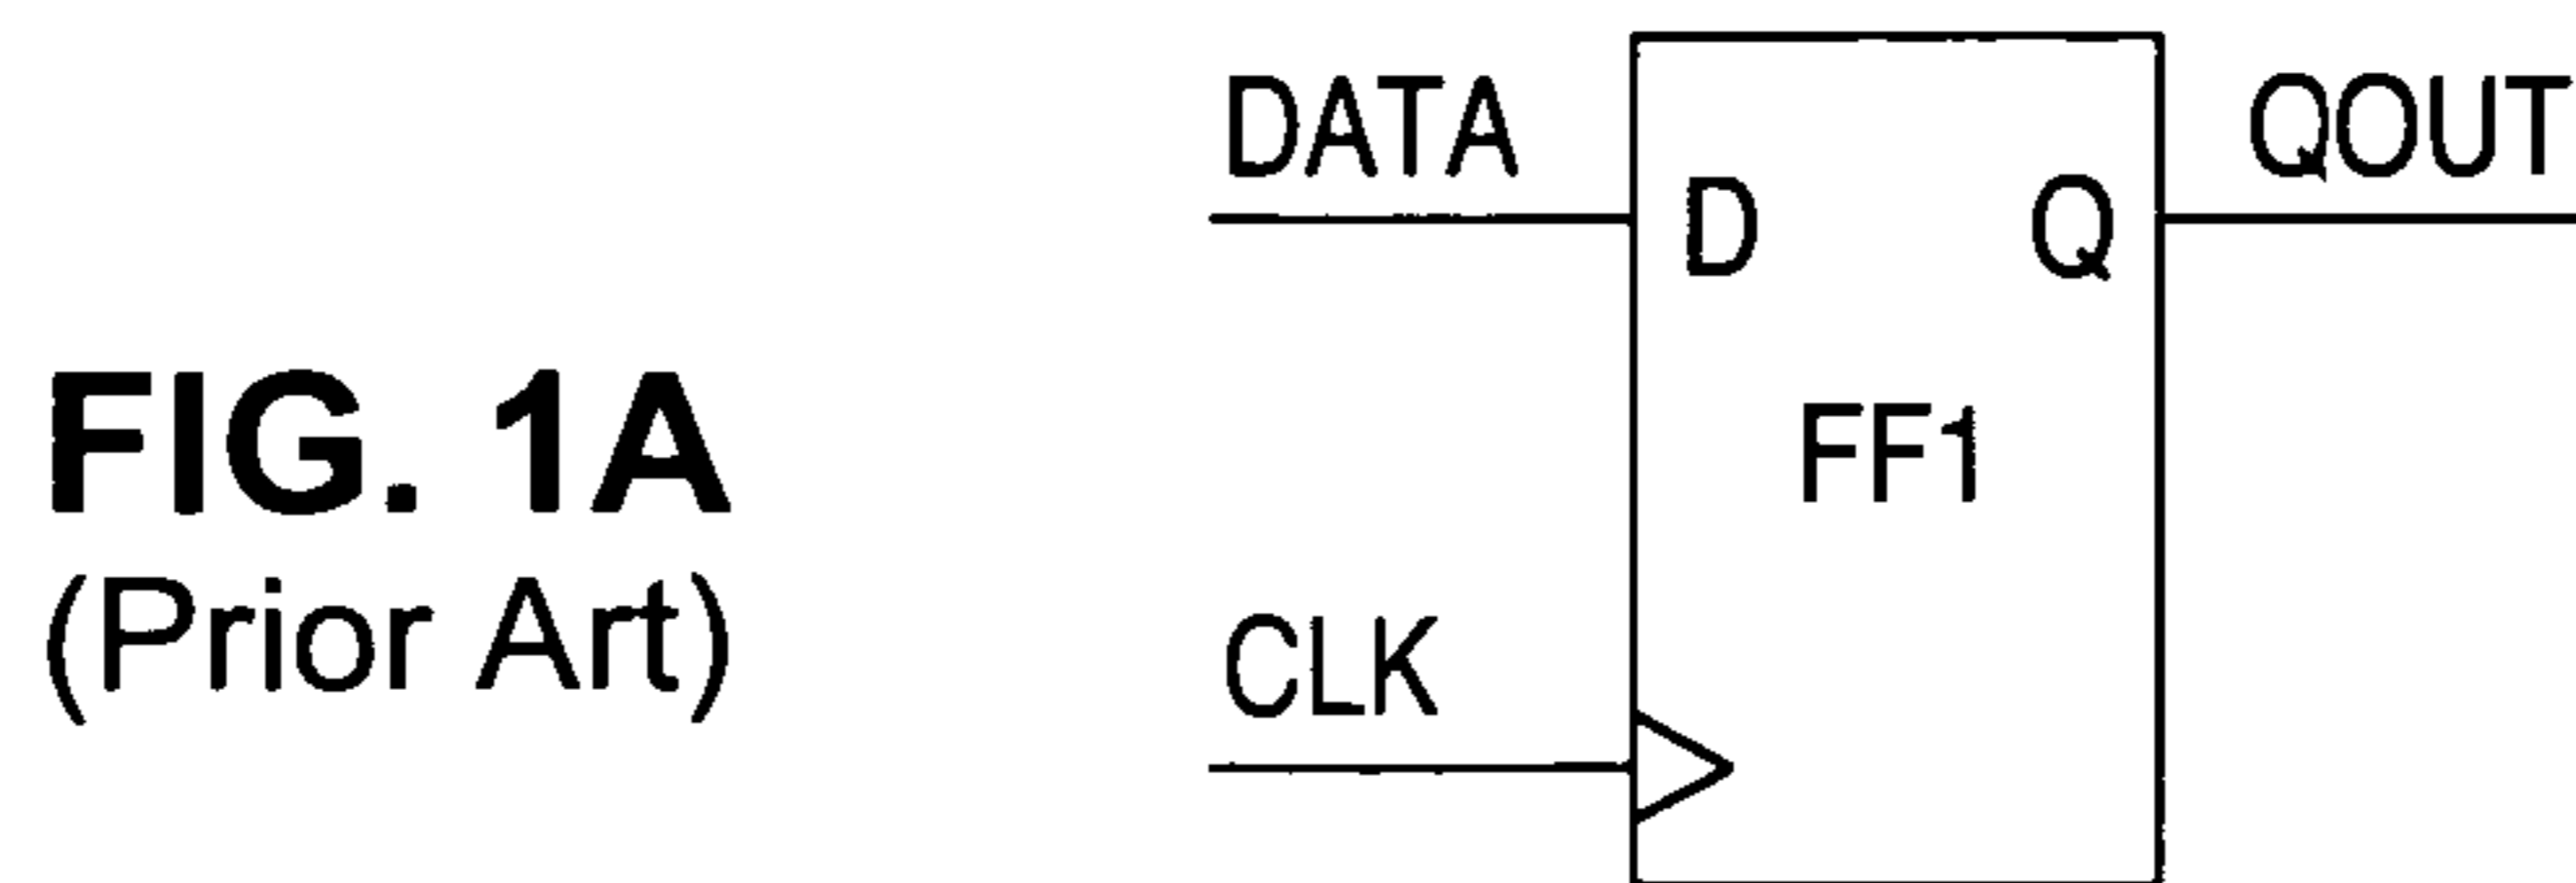 DATA
QOUT
D
Q
FIG. 1A
FF1
(Prior Art)
CLK